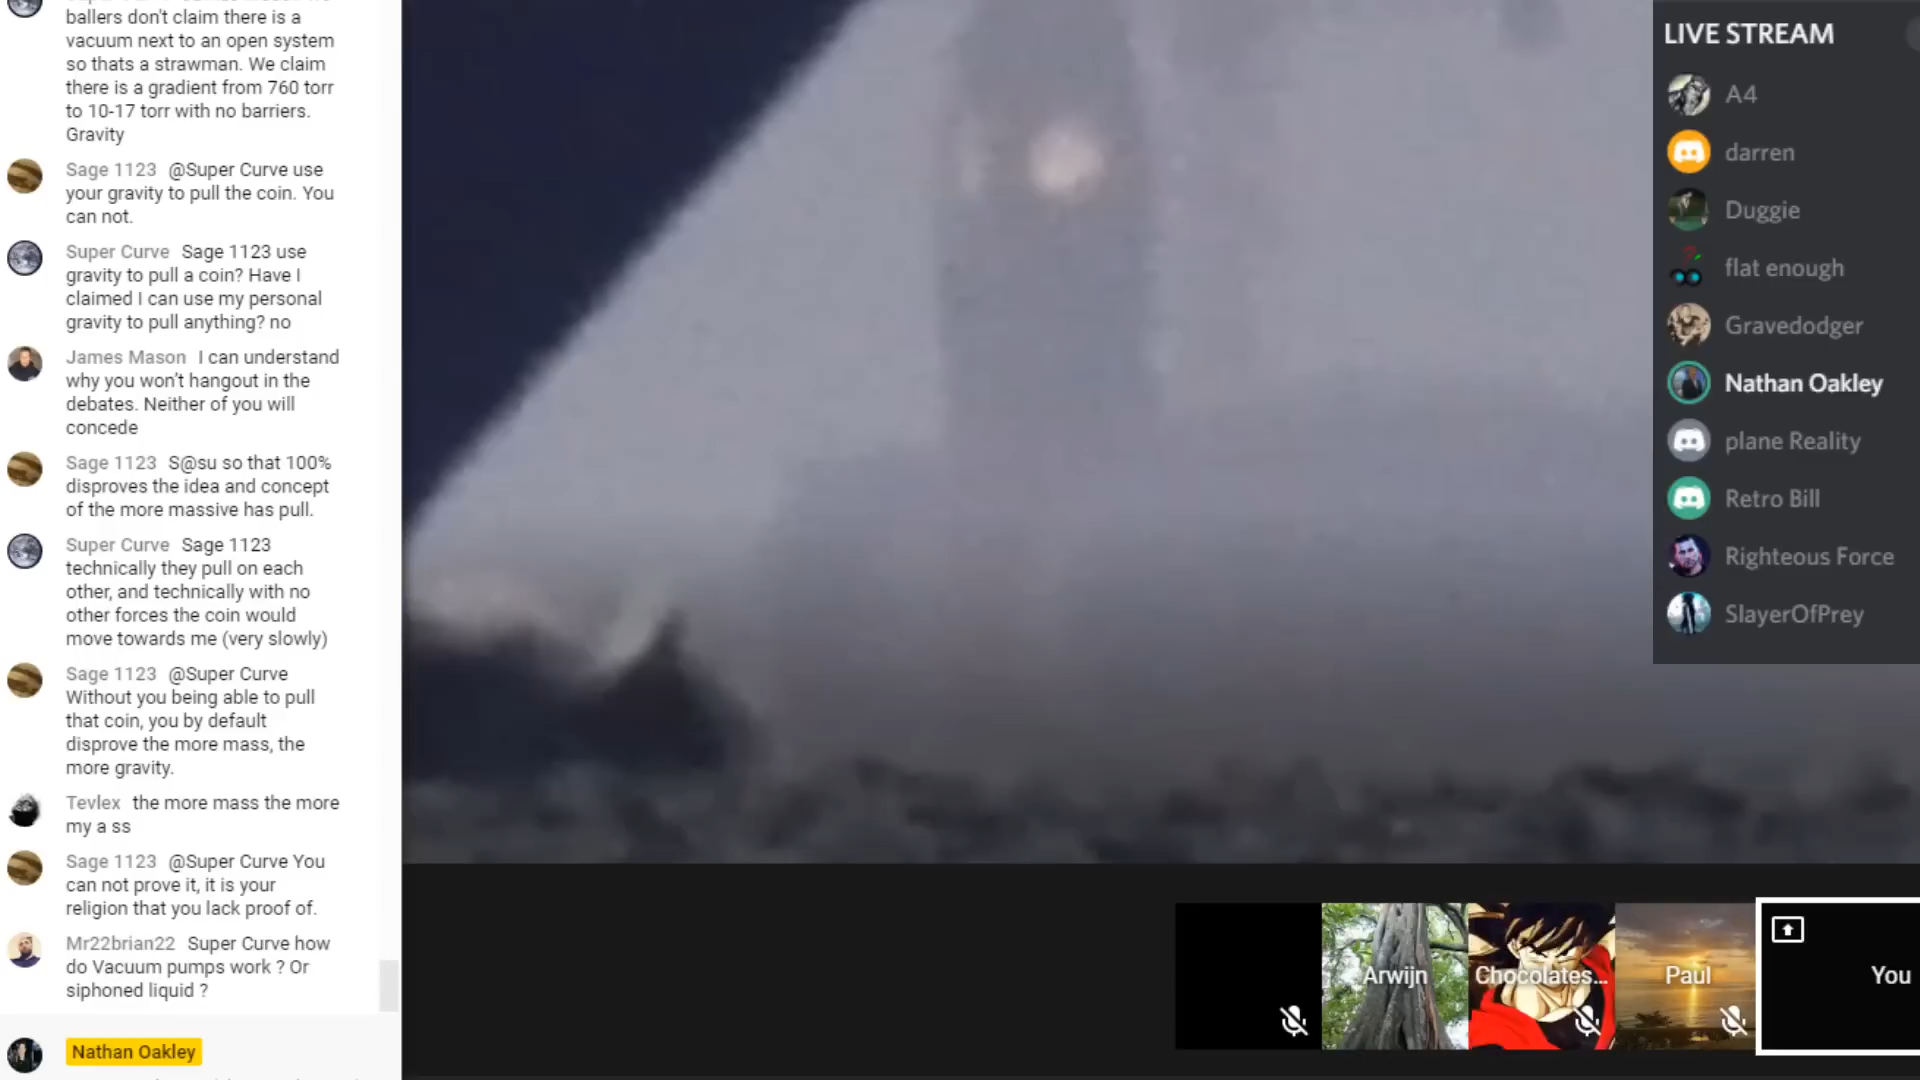 ballers don't claim there is a
vacuum next to an open system
so thats a strawman. We claim
there is a gradient from 760 torr
to 10-17 torr with no barriers.
Gravity
Sage 1123 @Super Curve use
your gravity to pull the coin. You
can not.
Super Curve Sage 1123 use
gravity to pull a coin? Have I
claimed I can use my personal
gravity to pull anything? no
James Mason I can understand
why you won't hangout in the
debates. Neither of you will
concede
Sage 1123 S@su so that 100%
disproves the idea and concept
of the more massive has pull.
Super Curve Sage 1123
technically they pull on each
other, and technically with no
other forces the coin would
move towards me (very slowly)
Sage 1123 @Super Curve
Without you being able to pull
that coin, you by default
disprove the more mass, the
more gravity.
Tevlex the more mass the more
my a ss
Sage 1123 @Super Curve You
can not prove it, it is your
religion that you lack proof of.
Mr22brian22 Super Curve how
do Vacuum pumps work ? Or
siphoned liquid ?
Nathan Oakley
LIVE STREAM
A4
darren
Duggie
flat enough
Gravedodger
Nathan Oakley
plane Reality
Retro Bill
Righteous Force
SlayerOfPrey
Arwijn
Chocolates...
Paul
You